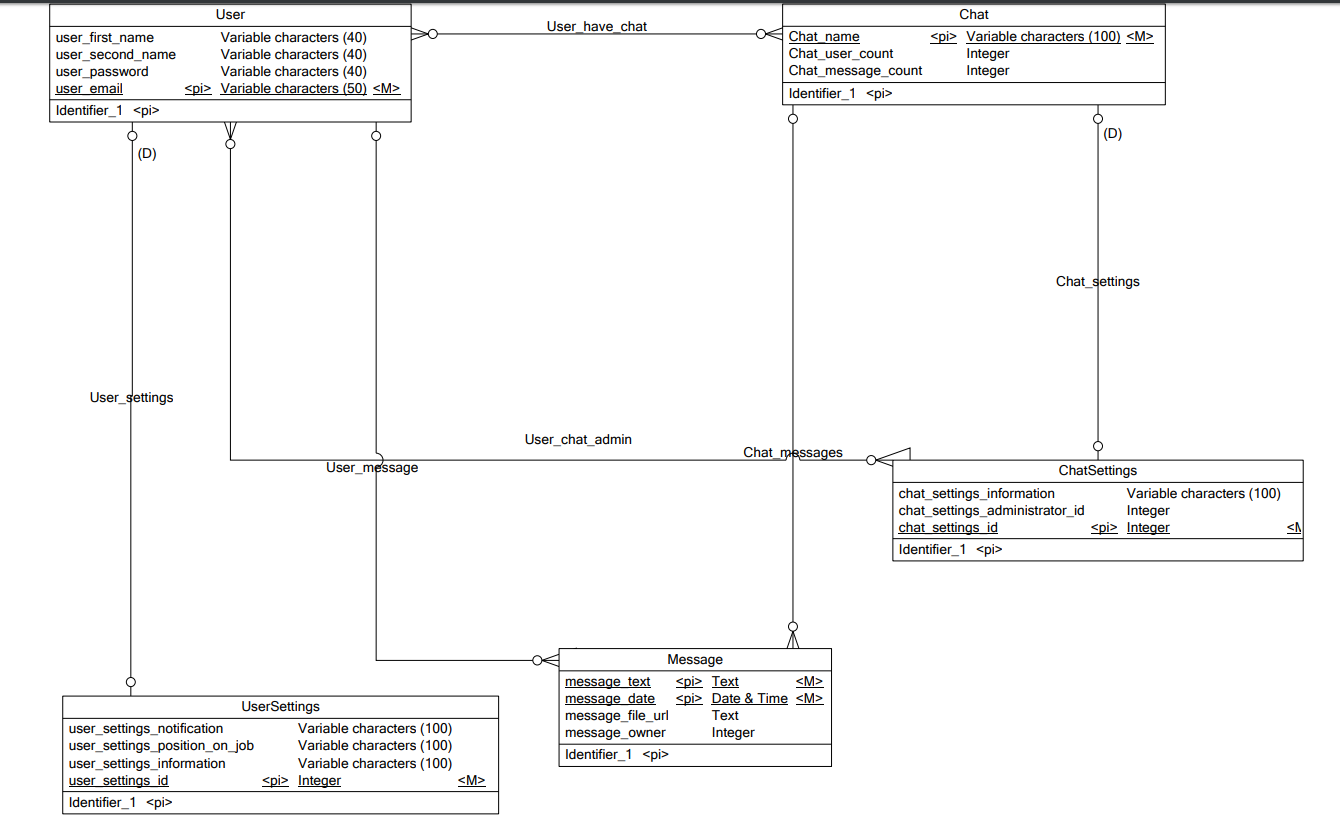 User
user_first_name Variable characters (40)
user_second_name Variable characters (40)
user_password Variable characters (40)
user_email <pi> Variable characters (50) <M>
Identifier_1 <pi>
User_have_chat
Chat
Chat_name <pi> Variable characters (100) <M>
Chat_user_count Integer
Chat_message_count Integer
Identifier_1 <pi>
(D)
(D)
Chat_settings
User_settings
User_chat_admin
Chat_messages
User_message
ChatSettings
chat_settings_information Variable characters (100)
chat_settings_administrator_id Integer
chat_settings_id <pi> Integer
Identifier_1 <pi>
Message
message_text <pi> Text <M>
message_date <pi> Date & Time <M>
message_file_url Text
message_owner Integer
Identifier_1 <pi>
UserSettings
user_settings_notification Variable characters (100)
user_settings_position_on_job Variable characters (100)
user_settings_information Variable characters (100)
user_settings_id <pi> Integer <M>
Identifier_1 <pi>